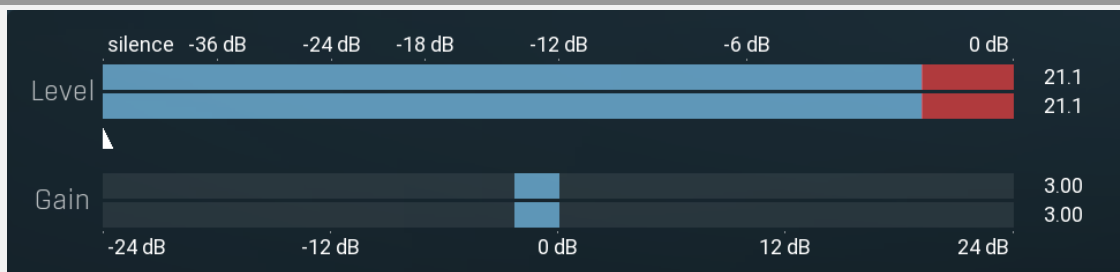 silence -36 dB -24 dB -18 dB -12 dB -6 dB 0 dB
Level 21.1
21.1
Gain 3.00
3.00
-24 dB -12 dB 0 dB 12 dB 24 dB